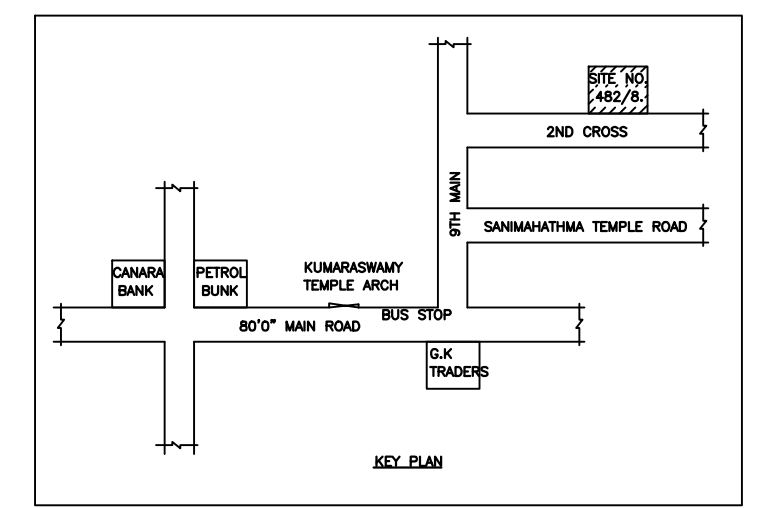 SITE NO.
482/8.
2ND CROSS
9TH MAIN
SANIMAHATHMA TEMPLE ROAD
CANARA
BANK
PETROL
BUNK
KUMARASWAMY
TEMPLE ARCH
BUS STOP
80'0" MAIN ROAD
G.K
TRADERS
KEY PLAN